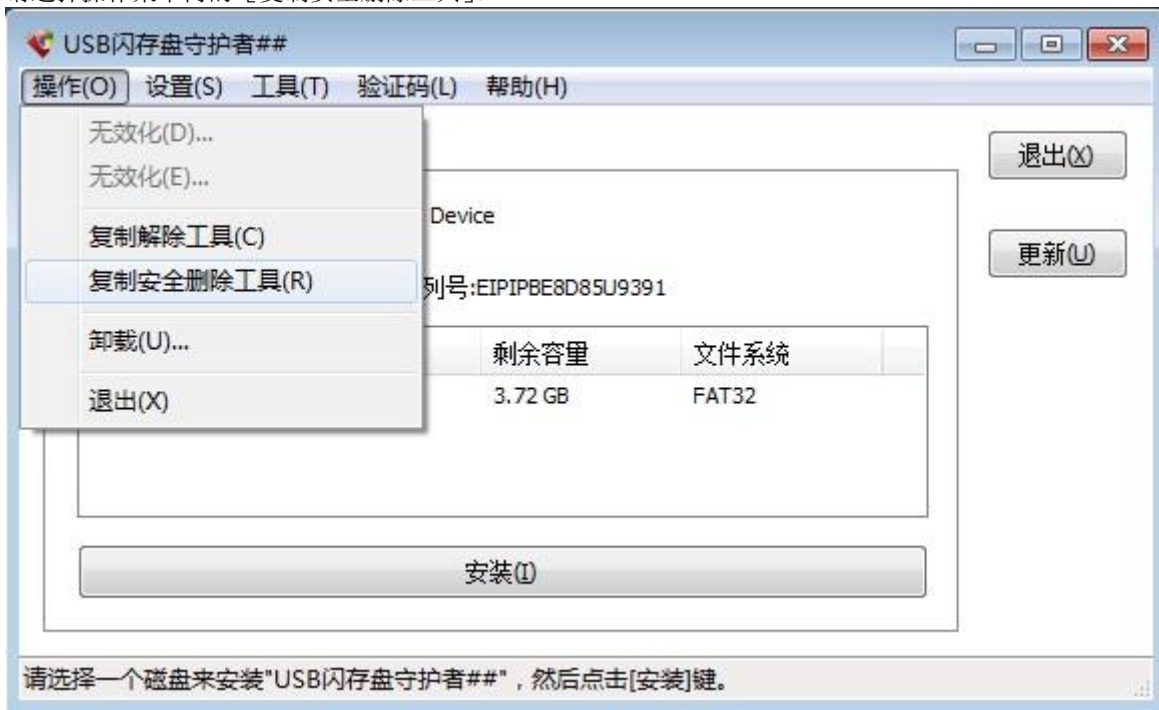 USB闪存盘守护者##
操作(O) 设置(S) 工具(T) 验证码(L) 帮助(H)
无效化(D)...
无效化(E)...
复制解除工具(C)
复制安全删除工具(R)
卸载(U)...
退出(X)
退出(X)
更新(U)
Device
列号:EIPIPBE8D85U9391
剩余容量 文件系统
3.72 GB FAT32
安装(I)
请选择一个磁盘来安装"USB闪存盘守护者##"，然后点击[安装]键。